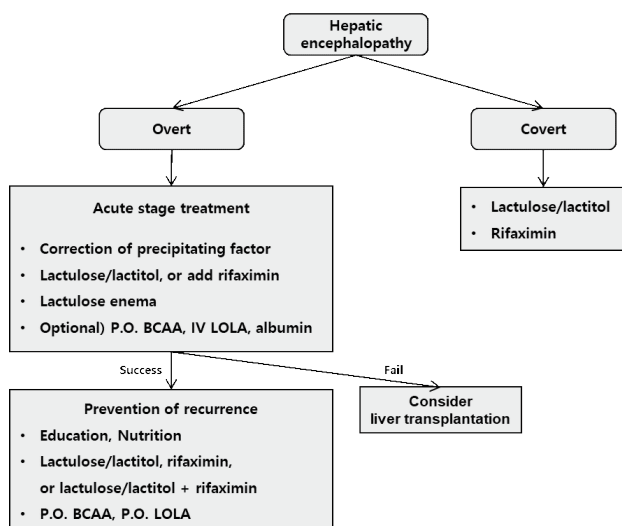 Hepatic
encephalopathy
Overt
Covert
Acute stage treatment
• Correction of precipitating factor
• Lactulose/lactitol, or add rifaximin
• Lactulose enema
• Optional) P.O. BCAA, IV LOLA, albumin
• Lactulose/lactitol
• Rifaximin
Success
Fail
Prevention of recurrence
• Education, Nutrition
• Lactulose/lactitol, rifaximin,
or lactulose/lactitol + rifaximin
• P.O. BCAA, P.O. LOLA
Consider
liver transplantation